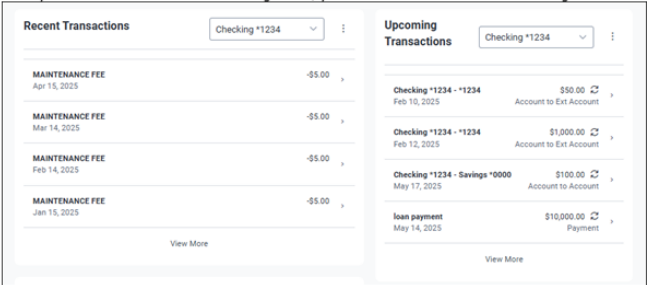 Recent Transactions
Checking *1234
MAINTENANCE FEE
-$5.00
Apr 15, 2025
MAINTENANCE FEE
-$5.00
Mar 14, 2025
MAINTENANCE FEE
-$5.00
Feb 14, 2025
MAINTENANCE FEE
-$5.00
Jan 15, 2025
View More
Upcoming
Transactions
Checking *1234
Checking *1234 - *1234
$50.00
Feb 10, 2025
Account to Ext Account
Checking *1234 - *1234
$1,000.00
Feb 12, 2025
Account to Ext Account
Checking *1234 - Savings *0000
$100.00
May 17, 2025
Account to Account
loan payment
$10,000.00
May 14, 2025
Payment
View More